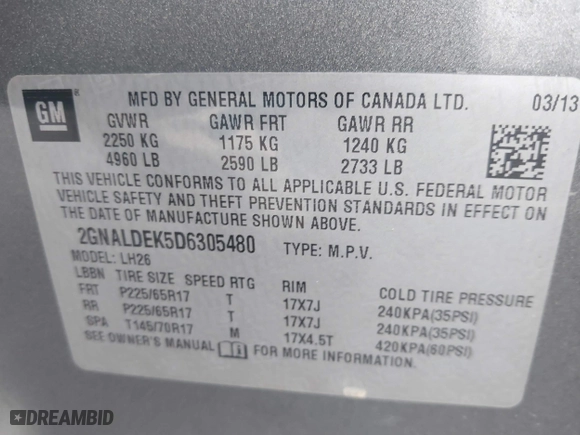 GM
MFD BY GENERAL MOTORS OF CANADA LTD. 03/13
GVWR GAWR FRT GAWR RR
2250 KG 1175 KG 1240 KG
4960 LB 2590 LB 2733 LB
THIS VEHICLE CONFORMS TO ALL APPLICABLE U.S. FEDERAL MOTOR
VEHICLE SAFETY AND THEFT PREVENTION STANDARDS IN EFFECT ON
THE DATE OF MANUFACTURE SHOWN ABOVE.
2GNALDEK5D6305480 TYPE: M.P.V.
MODEL: LH26
LBBN TIRE SIZE SPEED RTG RIM COLD TIRE PRESSURE
FRT P225/65R17 T 17X7J 240KPA(35PSI)
RR P225/65R17 T 17X7J 240KPA(35PSI)
SPA T145/70R17 M 17X4.5T 420KPA(60PSI)
SEE OWNER'S MANUAL FOR MORE INFORMATION.
DREAMBID